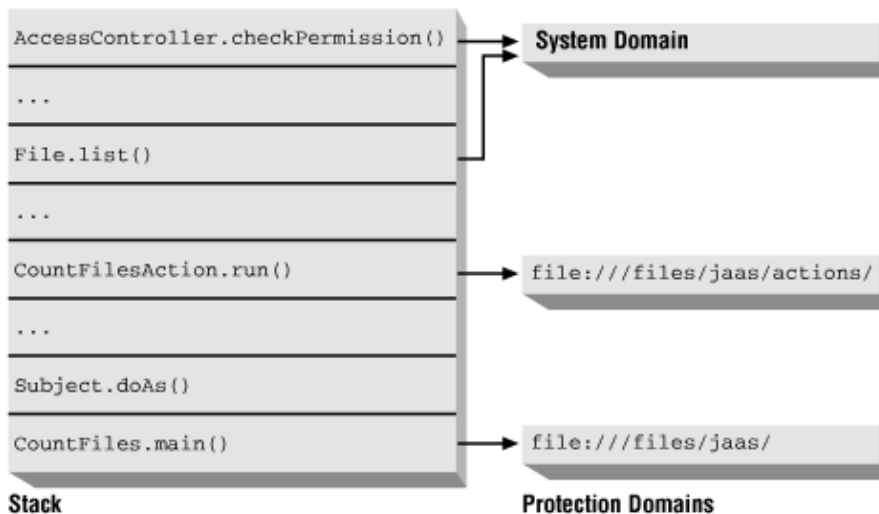 AccessController.checkPermission()
...
File.list()
...
CountFilesAction.run()
...
Subject.doAs()
CountFiles.main()
Stack
System Domain
file:///files/jaas/actions/
file:///files/jaas/
Protection Domains